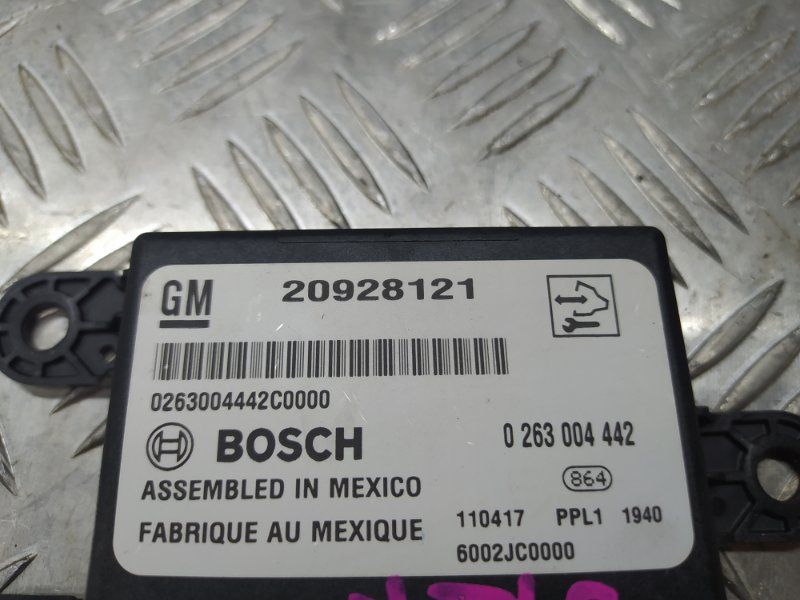 GM 20928121
0263004442C0000
BOSCH 0 263 004 442
ASSEMBLED IN MEXICO 864
FABRIQUE AU MEXIQUE 110417 PPL1 1940
6002JC0000